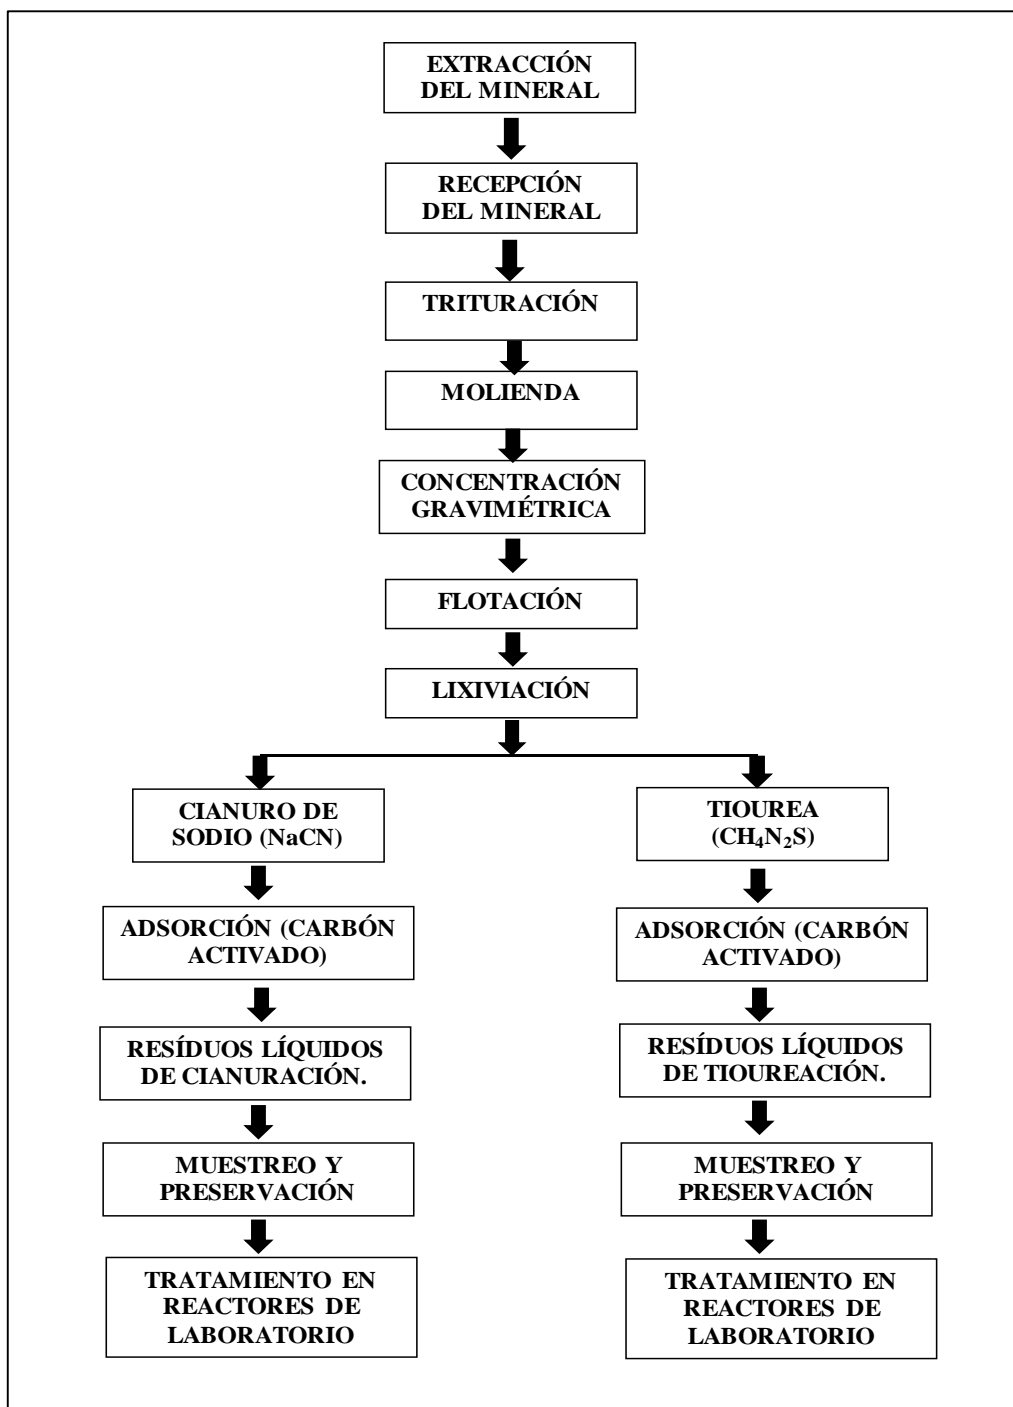 EXTRACCIÓN
DEL MINERAL
RECEPCIÓN
DEL MINERAL
TRITURACIÓN
MOLIENDA
CONCENTRACIÓN
GRAVIMÉTRICA
FLOTACIÓN
LIXIVIACIÓN
CIANURO DE
SODIO (NaCN)
ADSORCIÓN (CARBÓN
ACTIVADO)
RESÍDUOS LÍQUIDOS
DE CIANURACIÓN.
MUESTREO Y
PRESERVACIÓN
TRATAMIENTO EN
REACTORES DE
LABORATORIO
TIOUREA
(CH₄N₂S)
ADSORCIÓN (CARBÓN
ACTIVADO)
RESÍDUOS LÍQUIDOS
DE TIOUREACIÓN.
MUESTREO Y
PRESERVACIÓN
TRATAMIENTO EN
REACTORES DE
LABORATORIO